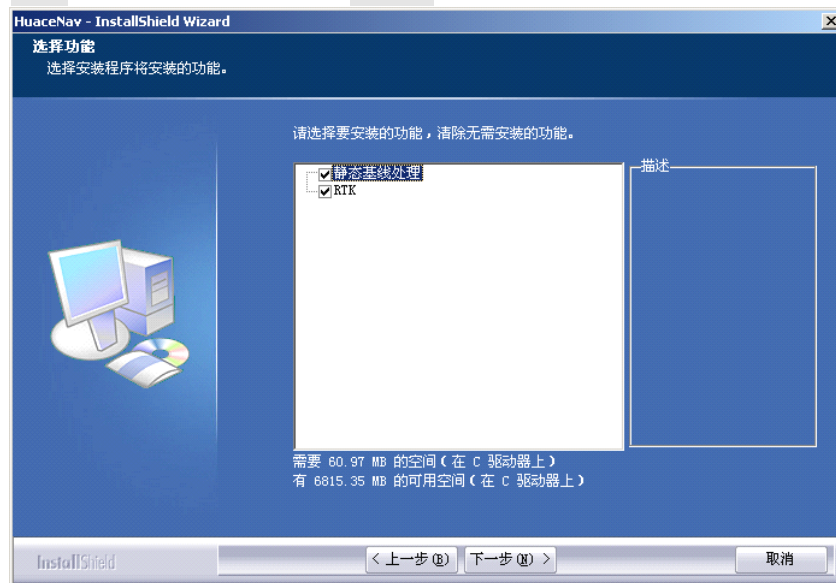 HuaceNav - InstallShield Wizard
选择功能
选择安装程序将安装的功能。
请选择要安装的功能，清除无需安装的功能。
静态基线处理
RTK
描述
需要 60.97 MB 的空间（在 C 驱动器上）
有 6815.35 MB 的可用空间（在 C 驱动器上）
InstallShield
< 上一步(B) 下一步(N) > 取消